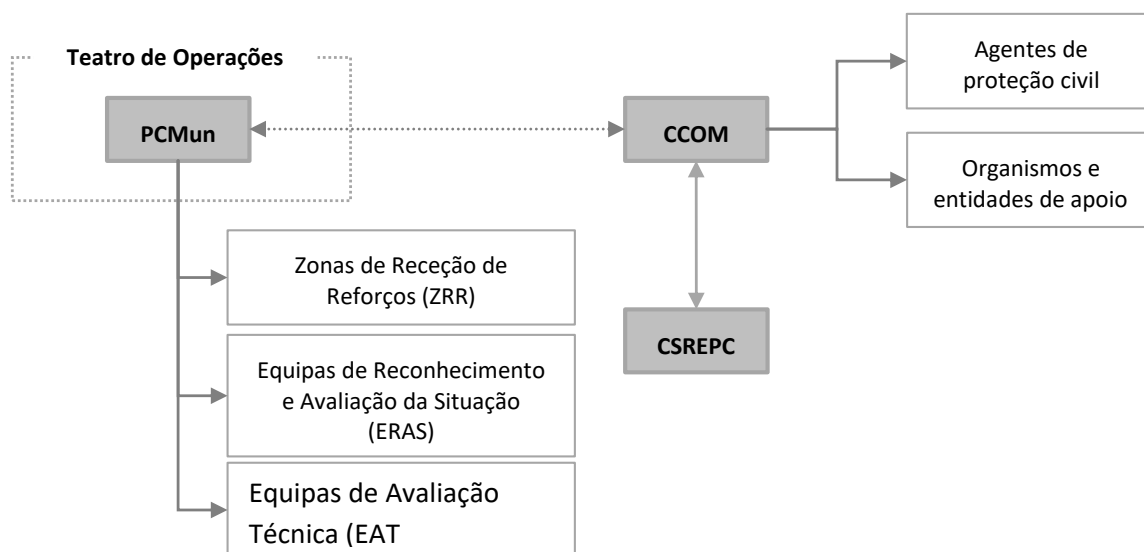 Teatro de Operações
PCMun
CCOM
Agentes de
proteção civil
Organismos e
entidades de apoio
Zonas de Receção de
Reforços (ZRR)
CSREPC
Equipas de Reconhecimento
e Avaliação da Situação
(ERAS)
Equipas de Avaliação
Técnica (EAT